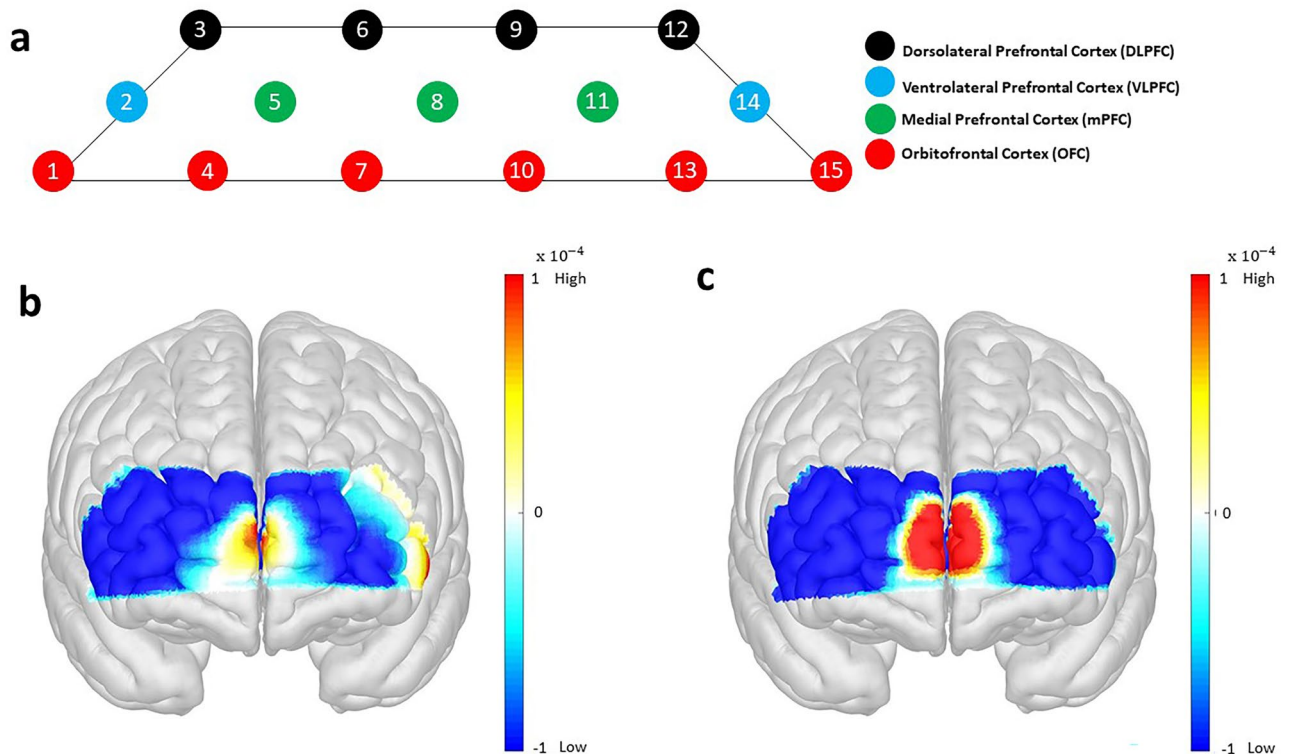 a
3 6 9 12
2 5 8 11 14
1 4 7 10 13 15
Dorsolateral Prefrontal Cortex (DLPFC)
Ventrolateral Prefrontal Cortex (VLPFC)
Medial Prefrontal Cortex (mPFC)
Orbitofrontal Cortex (OFC)
b
x 10⁻⁴
1 High
0
-1 Low
c
x 10⁻⁴
1 High
0
-1 Low